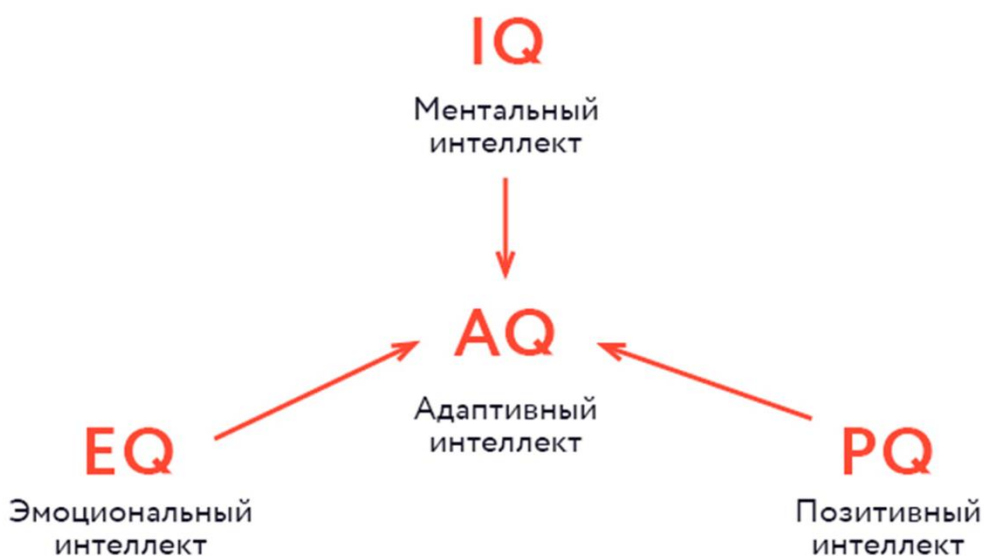 IQ
Ментальный
интеллект
AQ
Адаптивный
интеллект
EQ
Эмоциональный
интеллект
PQ
Позитивный
интеллект